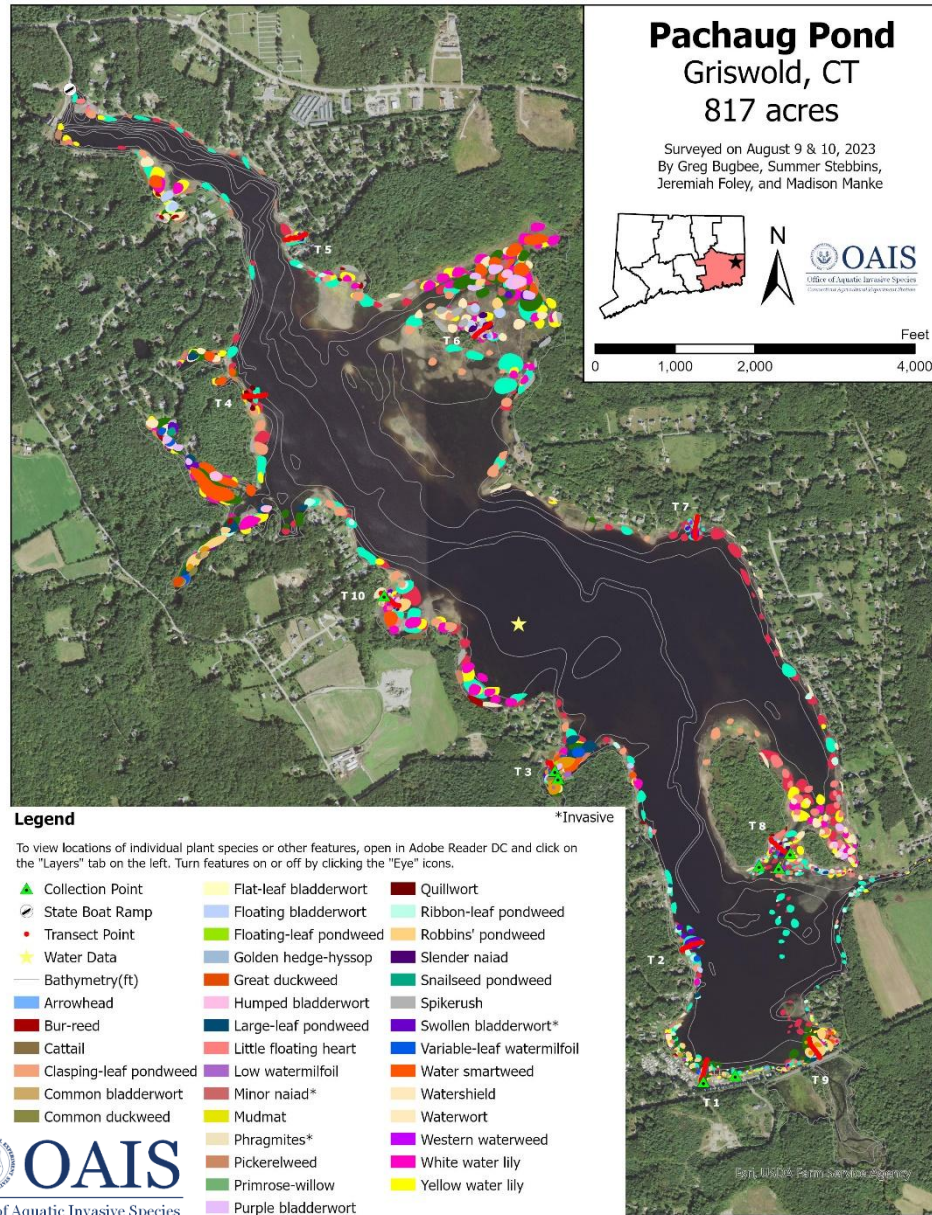 Pachaug Pond
Griswold, CT
817 acres
Surveyed on August 9 & 10, 2023
By Greg Bugbee, Summer Stebbins,
Jeremiah Foley, and Madison Manke
N
OAIS
Office of Aquatic Invasive Species
Connecticut Agricultural Experiment Station
Feet
0 1,000 2,000 4,000
T 5
T 6
T 4
T 7
T 10
T 3
T 8
T 2
T 1
T 9
Esri, USDA Farm Service Agency
Legend
*Invasive
To view locations of individual plant species or other features, open in Adobe Reader DC and click on
the "Layers" tab on the left. Turn features on or off by clicking the "Eye" icons.
Collection Point
State Boat Ramp
Transect Point
Water Data
Bathymetry(ft)
Arrowhead
Bur-reed
Cattail
Clasping-leaf pondweed
Common bladderwort
Common duckweed
Flat-leaf bladderwort
Floating bladderwort
Floating-leaf pondweed
Golden hedge-hyssop
Great duckweed
Humped bladderwort
Large-leaf pondweed
Little floating heart
Low watermilfoil
Minor naiad*
Mudmat
Phragmites*
Pickerelweed
Primrose-willow
Purple bladderwort
Quillwort
Ribbon-leaf pondweed
Robbins' pondweed
Slender naiad
Snailseed pondweed
Spikerush
Swollen bladderwort*
Variable-leaf watermilfoil
Water smartweed
Watershield
Waterwort
Western waterweed
White water lily
Yellow water lily
OAIS
of Aquatic Invasive Species